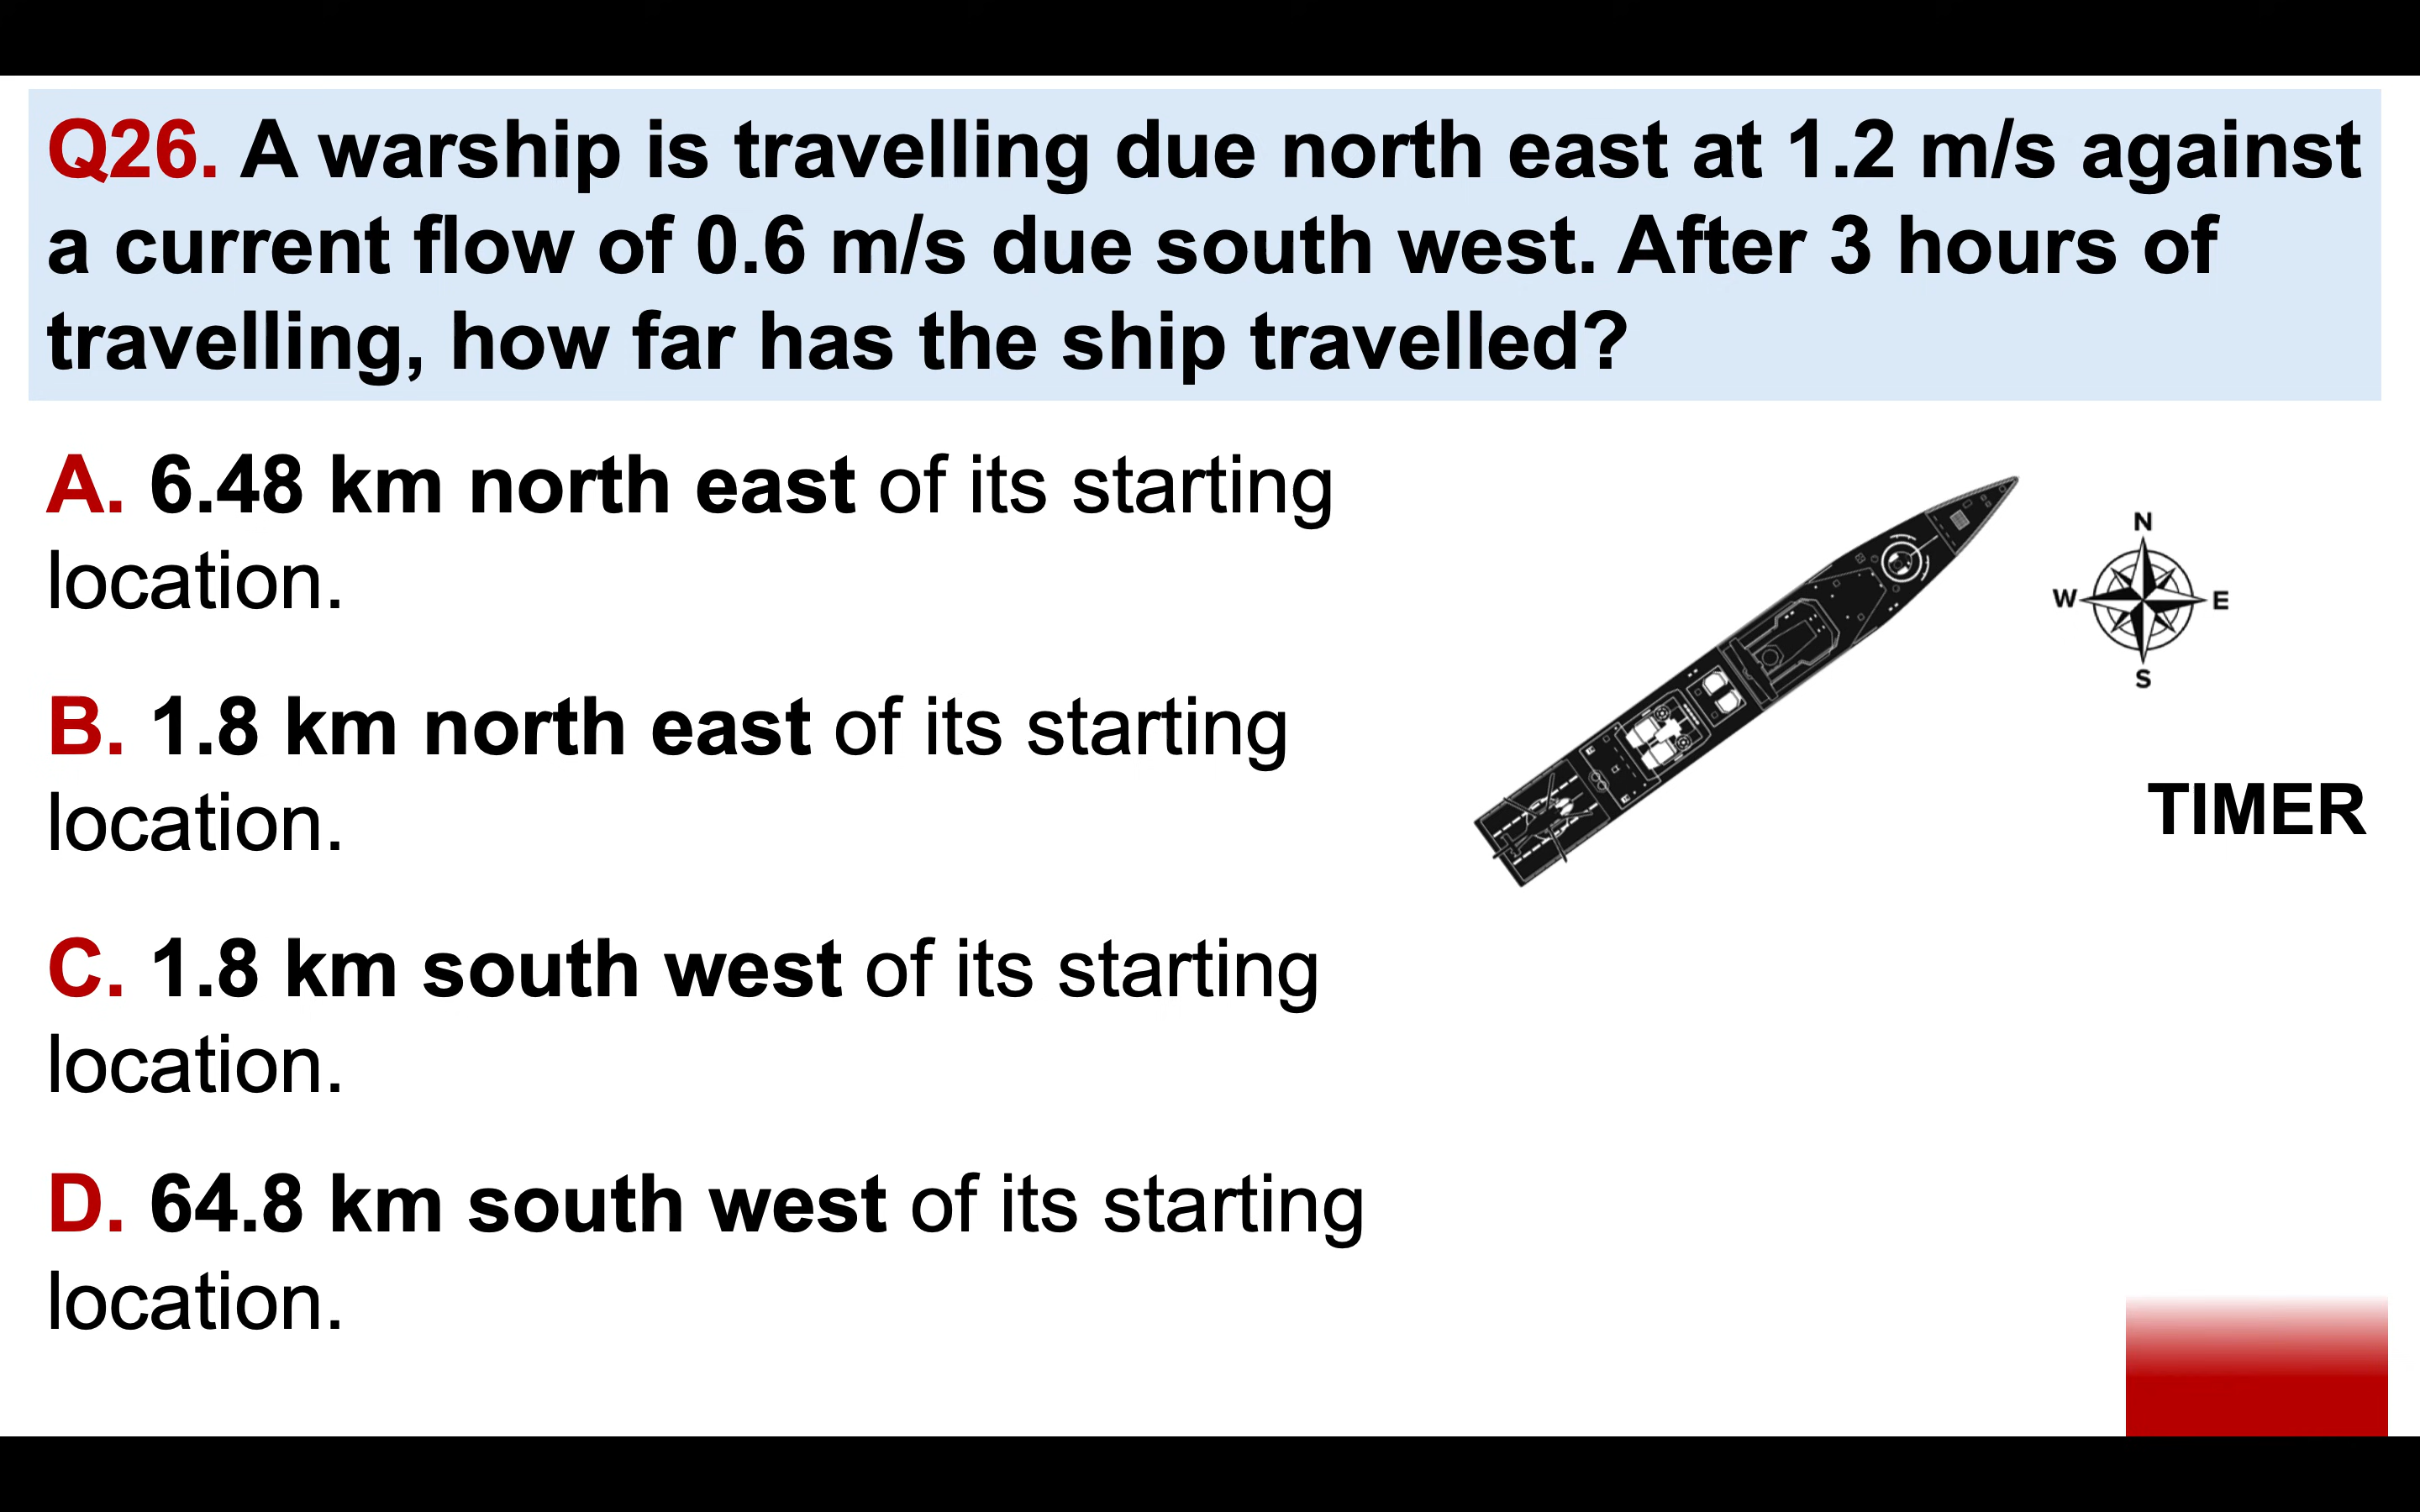 Q26. A warship is travelling due north east at 1.2 m/s against
a current flow of 0.6 m/s due south west. After 3 hours of
travelling, how far has the ship travelled?
A. 6.48 km north east of its starting
location.
B. 1.8 km north east of its starting
location.
C. 1.8 km south west of its starting
location.
D. 64.8 km south west of its starting
location.
N
W E
S
TIMER